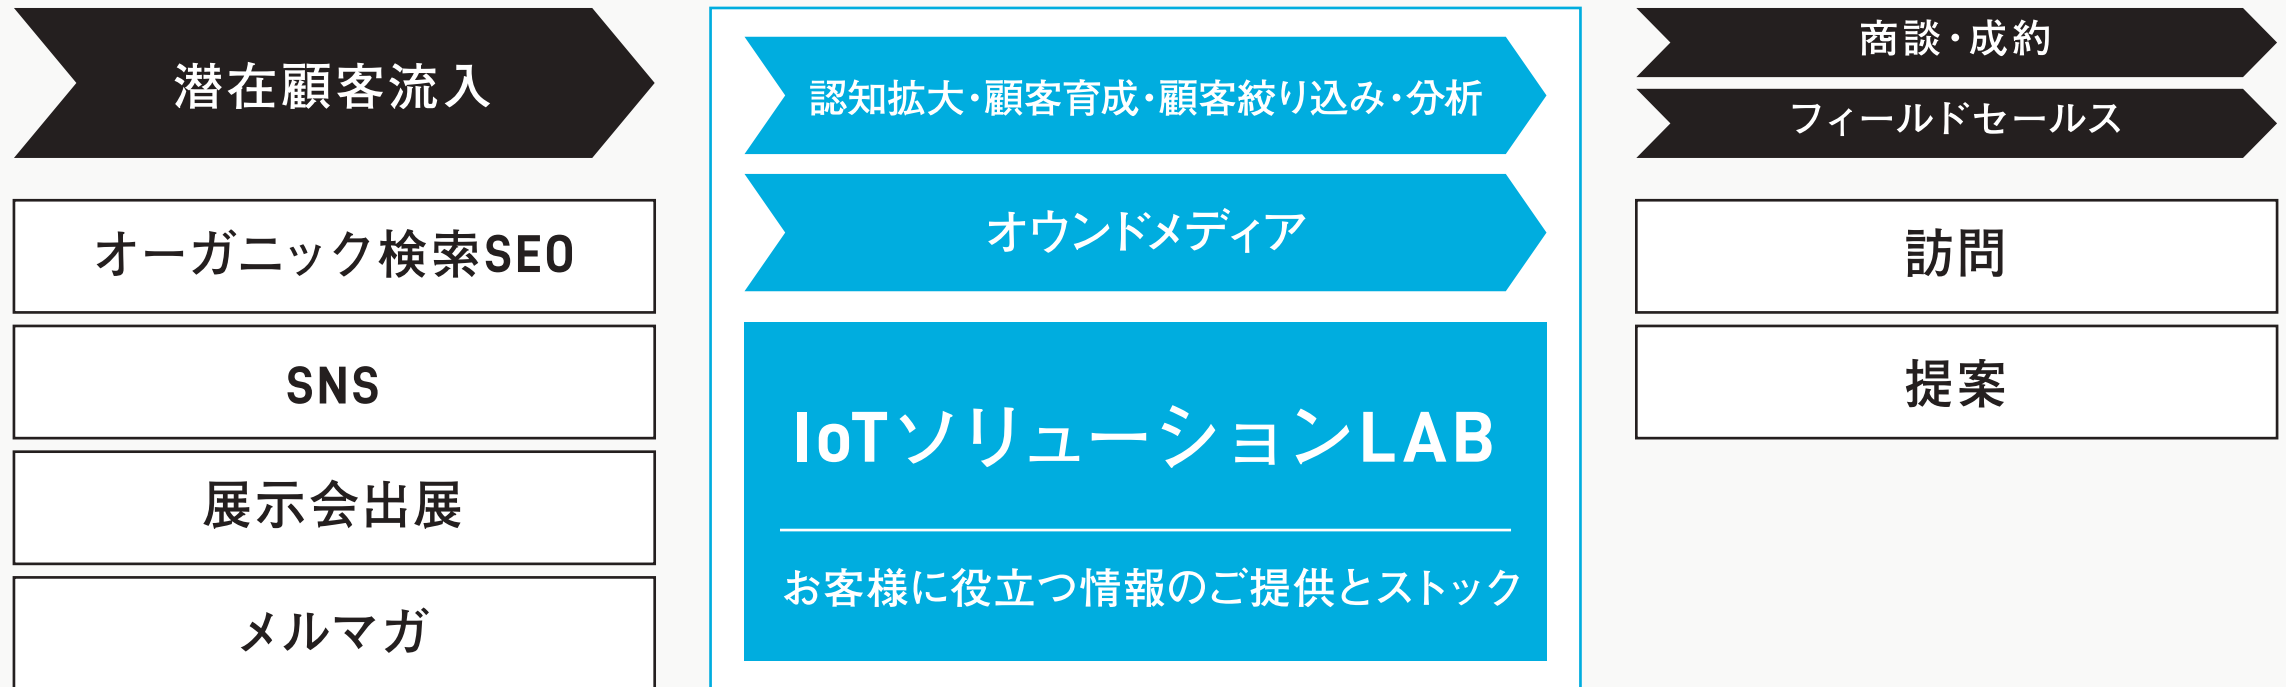 潜在顧客流入
オーガニック検索SEO
SNS
展示会出展
メルマガ
認知拡大・顧客育成・顧客絞り込み・分析
オウンドメディア
IoTソリューションLAB
お客様に役立つ情報のご提供とストック
商談・成約
フィールドセールス
訪問
提案